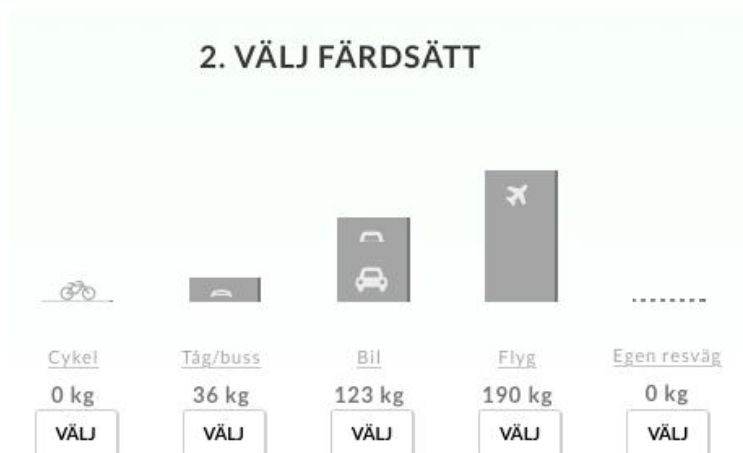 2. VÄLJ FÄRDSÄTT
Cykel Tåg/buss Bil Flyg Egen resväg
0 kg 36 kg 123 kg 190 kg 0 kg
VÄLJ VÄLJ VÄLJ VÄLJ VÄLJ